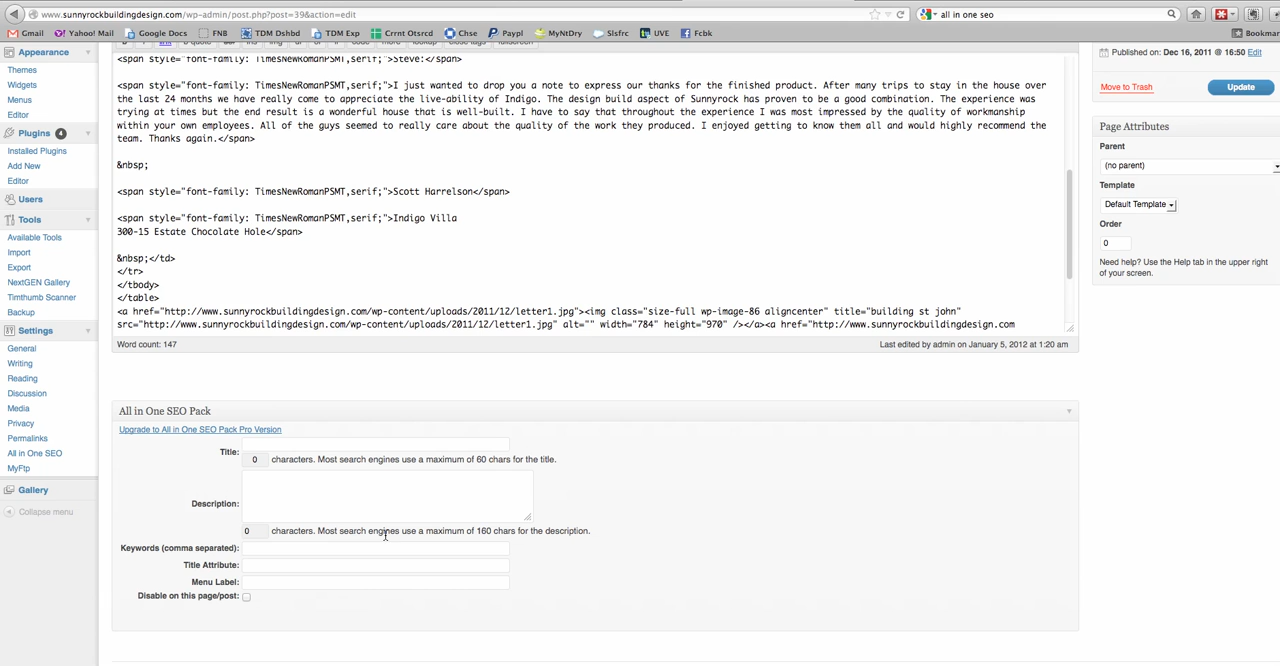 www.sunnyrockbuildingdesign.com/wp-admin/post.php?post=39&action=edit
all in one seo
Gmail Yahoo! Mail Google Docs FNB TDM Dshbd TDM Exp Crnt Otsrcd Chse Paypl MyNtDry Slsfrc UVE Fcbk Bookmar
Appearance
Themes
Widgets
Menus
Editor
Plugins 4
Installed Plugins
Add New
Editor
Users
Tools
Available Tools
Import
Export
NextGEN Gallery
Timthumb Scanner
Backup
Settings
General
Writing
Reading
Discussion
Media
Privacy
Permalinks
All in One SEO
MyFtp
Gallery
Collapse menu
<span style="font-family: TimesNewRomanPSMT,serif;">Steve:</span>
<span style="font-family: TimesNewRomanPSMT,serif;">I just wanted to drop you a note to express our thanks for the finished product. After many trips to stay in the house over
the last 24 months we have really come to appreciate the live-ability of Indigo. The design build aspect of Sunnyrock has proven to be a good combination. The experience was
trying at times but the end result is a wonderful house that is well-built. I have to say that throughout the experience I was most impressed by the quality of workmanship
within your own employees. All of the guys seemed to really care about the quality of the work they produced. I enjoyed getting to know them all and would highly recommend the
team. Thanks again.</span>
&nbsp;
<span style="font-family: TimesNewRomanPSMT,serif;">Scott Harrelson</span>
<span style="font-family: TimesNewRomanPSMT,serif;">Indigo Villa
300-15 Estate Chocolate Hole</span>
&nbsp;</td>
</tr>
</tbody>
</table>
<a href="http://www.sunnyrockbuildingdesign.com/wp-content/uploads/2011/12/letter1.jpg"><img class="size-full wp-image-86 aligncenter" title="building st john"
src="http://www.sunnyrockbuildingdesign.com/wp-content/uploads/2011/12/letter1.jpg" alt="" width="784" height="970" /></a><a href="http://www.sunnyrockbuildingdesign.com
Word count: 147
Last edited by admin on January 5, 2012 at 1:20 am
All in One SEO Pack
Upgrade to All in One SEO Pack Pro Version
Title:
0 characters. Most search engines use a maximum of 60 chars for the title.
Description:
0 characters. Most search engines use a maximum of 160 chars for the description.
Keywords (comma separated):
Title Attribute:
Menu Label:
Disable on this page/post:
Published on: Dec 16, 2011 @ 16:50 Edit
Move to Trash
Update
Page Attributes
Parent
(no parent)
Template
Default Template
Order
0
Need help? Use the Help tab in the upper right
of your screen.